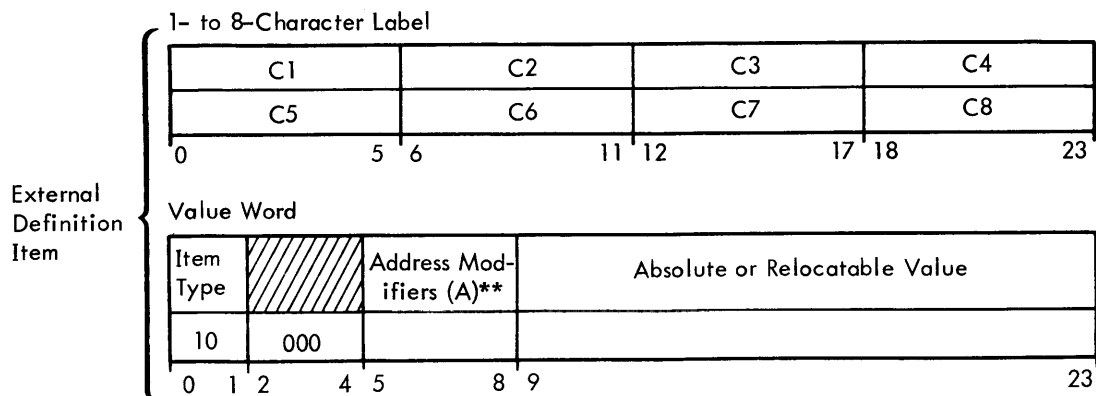 1- to 8-Character Label
C1 C2 C3 C4
C5 C6 C7 C8
0 5 6 11 12 17 18 23
External
Definition
Item
Value Word
Item
Type
Address Mod-
ifiers (A)**
Absolute or Relocatable Value
10 000
0 1 2 4 5 8 9 23